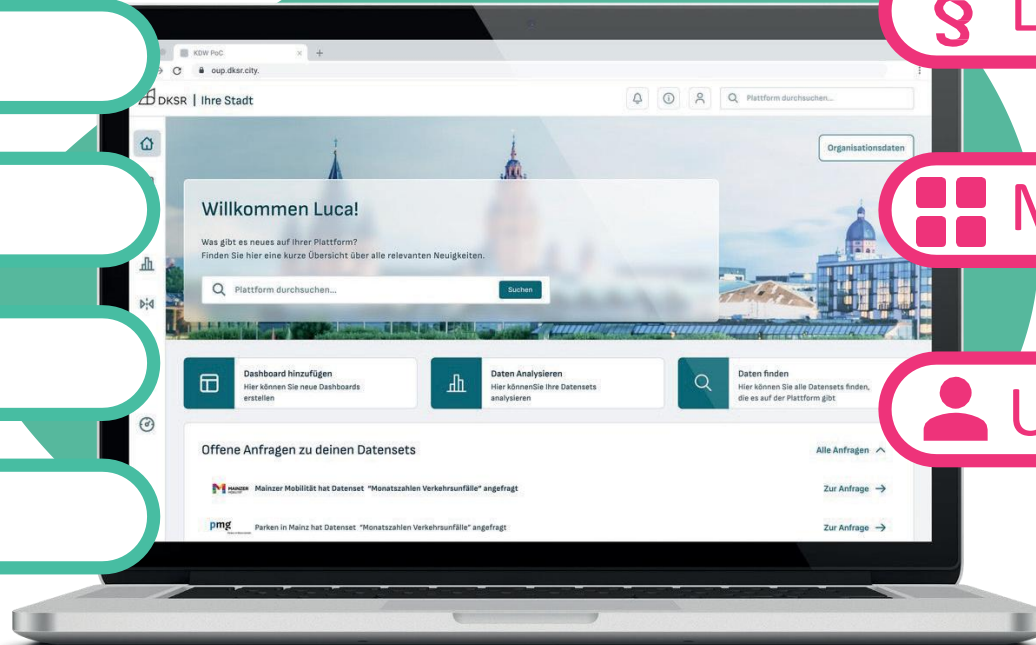 KDW PoC
oup.dksr.city.
DKSR | Ihre Stadt
Plattform durchsuchen...
Organisationsdaten
Willkommen Luca!
Was gibt es neues auf Ihrer Plattform?
Finden Sie hier eine kurze Übersicht über alle relevanten Neuigkeiten.
Plattform durchsuchen...
Suchen
Dashboard hinzufügen
Hier können Sie neue Dashboards
erstellen
Daten Analysieren
Hier könnenSie Ihre Datensets
analysieren
Daten finden
Hier können Sie alle Datensets finden,
die es auf der Plattform gibt
Offene Anfragen zu deinen Datensets
Alle Anfragen
Mainzer Mobilität hat Datenset "Monatszahlen Verkehrsunfälle" angefragt
Zur Anfrage →
pmg
Parken in Mainz hat Datenset "Monatszahlen Verkehrsunfälle" angefragt
Zur Anfrage →
§
N
U